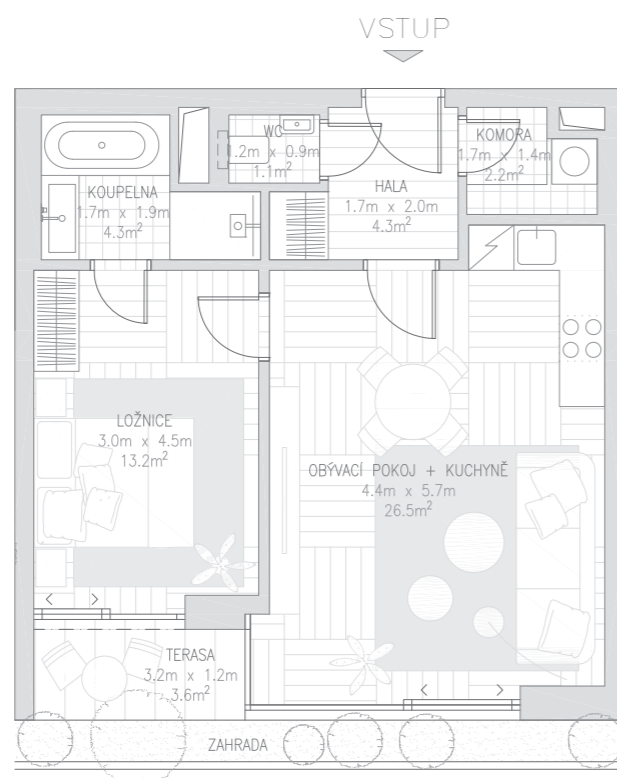 VSTUP
WC
1.2m x 0.9m
1.1m²
KOMORA
1.7m x 1.4m
2.2m²
KOUPELNA
1.7m x 1.9m
4.3m²
HALA
1.7m x 2.0m
4.3m²
LOŽNICE
3.0m x 4.5m
13.2m²
OBÝVACÍ POKOJ + KUCHYNĚ
4.4m x 5.7m
26.5m²
TERASA
3.2m x 1.2m
3.6m²
ZAHRADA